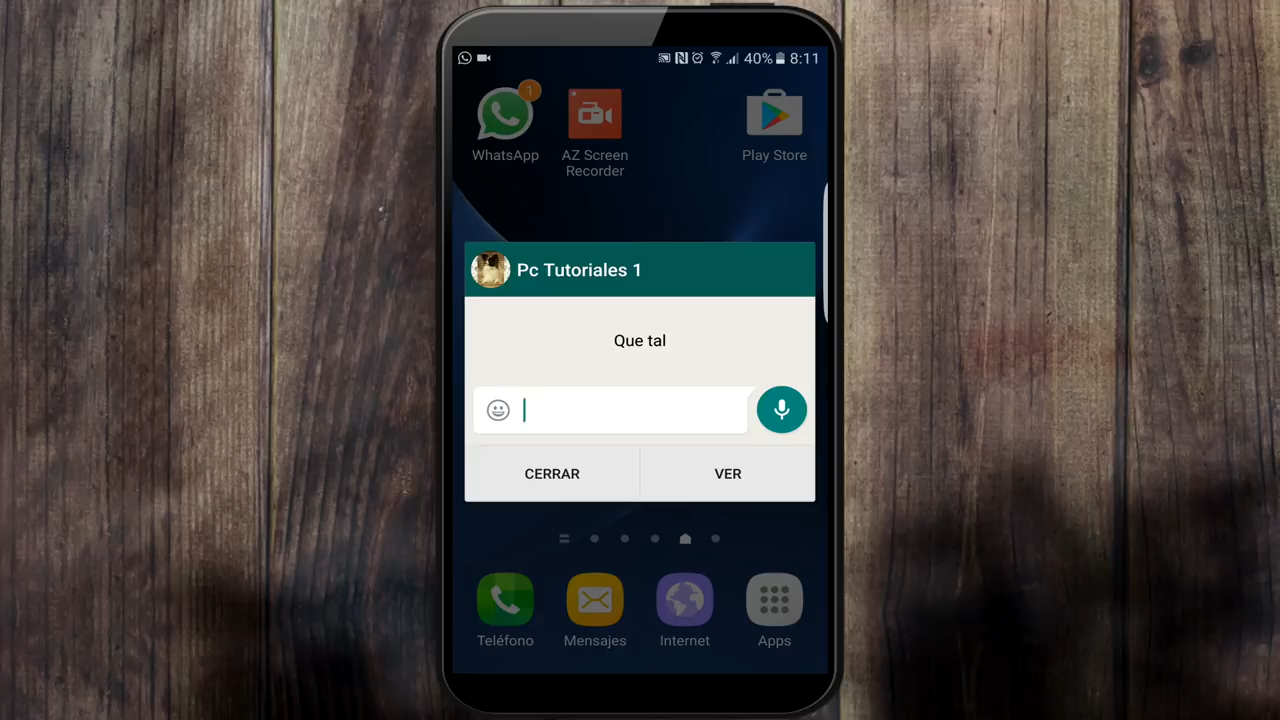 40% 8:11
1
WhatsApp
AZ Screen
Recorder
Play Store
Pc Tutoriales 1
Que tal
CERRAR
VER
Teléfono
Mensajes
Internet
Apps